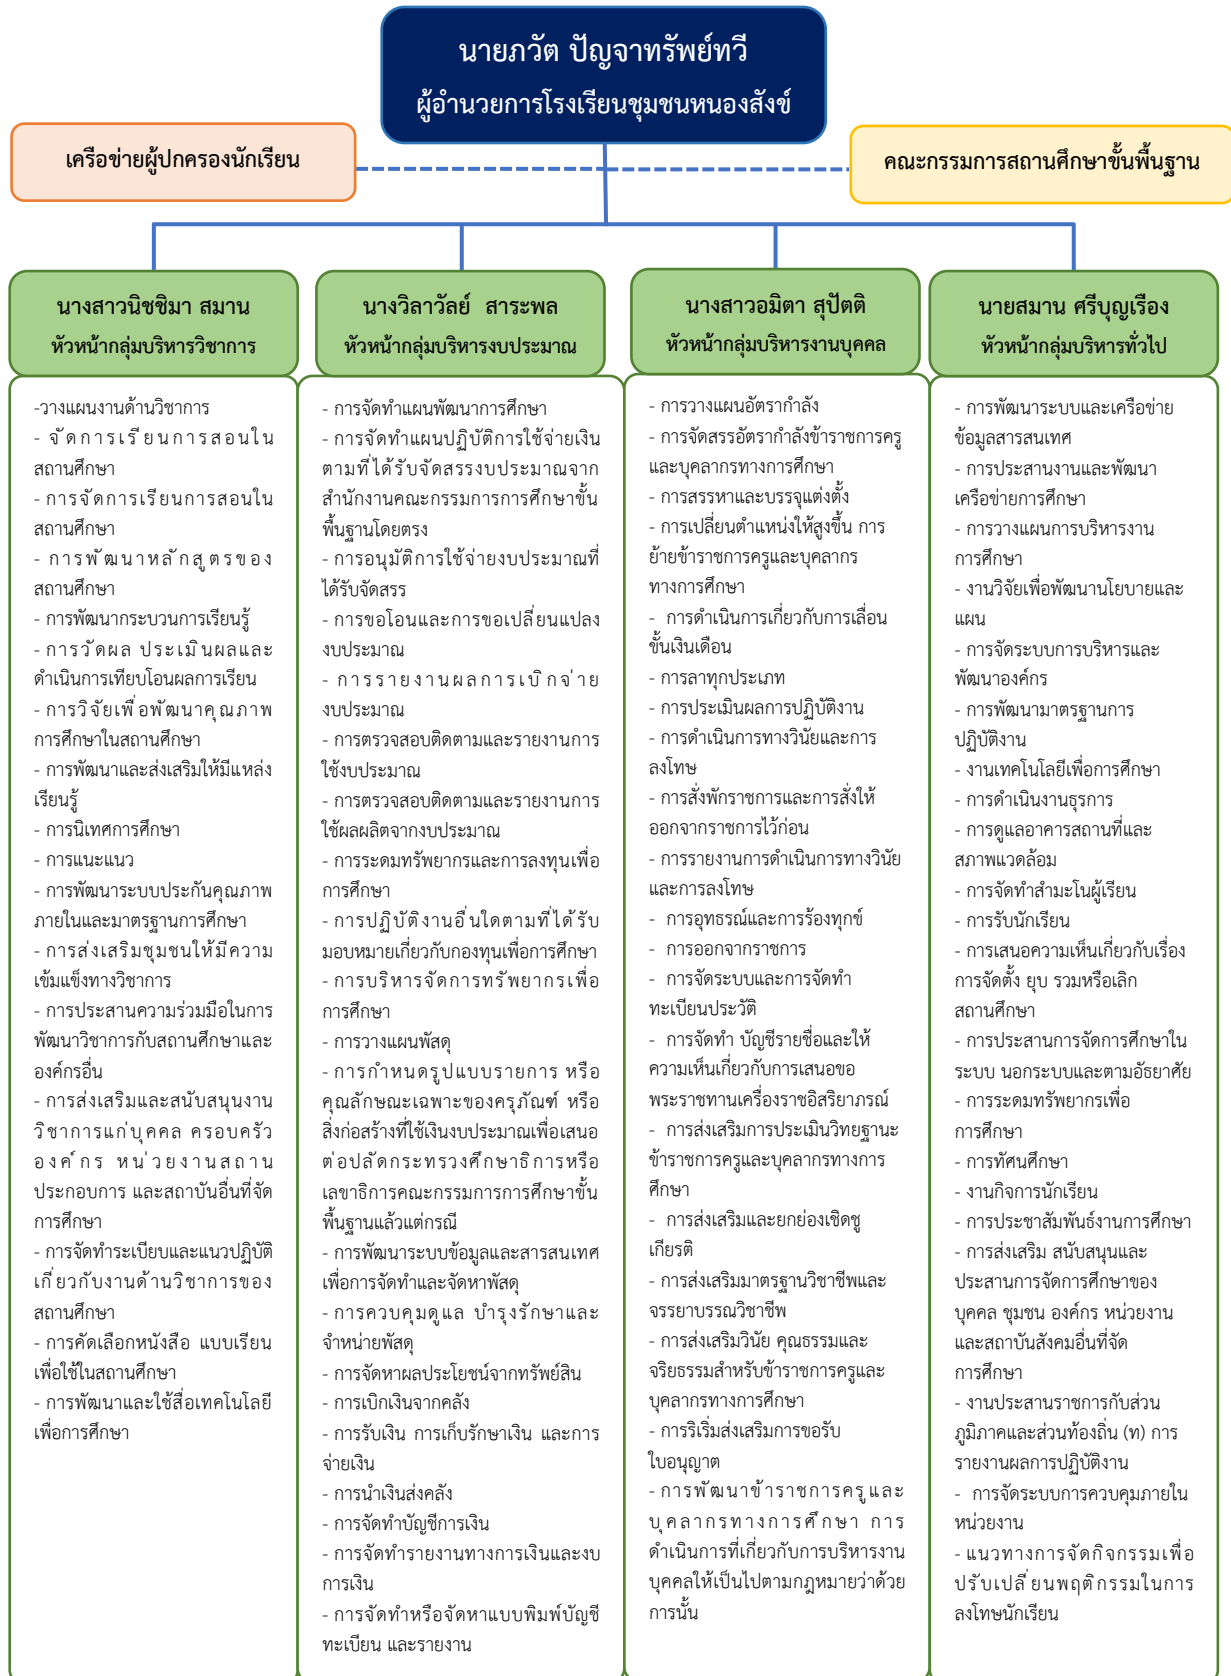 นายภวัต ปัญจาทรัพย์ทวี
ผู้อำนวยการโรงเรียนชุมชนหนองสังข์
เครือข่ายผู้ปกครองนักเรียน
คณะกรรมการสถานศึกษาขั้นพื้นฐาน
นางสาวนิชชิมา สมาน
หัวหน้ากลุ่มบริหารวิชาการ
-วางแผนงานด้านวิชาการ
- จัดการเรียนการสอนใน
สถานศึกษา
- การจัดการเรียนการสอนใน
สถานศึกษา
- การพัฒนาหลักสูตรของ
สถานศึกษา
- การพัฒนากระบวนการเรียนรู้
- การวัดผล ประเมินผลและ
ดำเนินการเทียบโอนผลการเรียน
- การวิจัยเพื่อพัฒนาคุณภาพ
การศึกษาในสถานศึกษา
- การพัฒนาและส่งเสริมให้มีแหล่ง
เรียนรู้
- การนิเทศการศึกษา
- การแนะแนว
- การพัฒนาระบบประกันคุณภาพ
ภายในและมาตรฐานการศึกษา
- การส่งเสริมชุมชนให้มีความ
เข้มแข็งทางวิชาการ
- การประสานความร่วมมือในการ
พัฒนาวิชาการกับสถานศึกษาและ
องค์กรอื่น
- การส่งเสริมและสนับสนุนงาน
วิชาการแก่บุคคล ครอบครัว
องค์กร หน่วยงานสถาน
ประกอบการ และสถาบันอื่นที่จัด
การศึกษา
- การจัดทำระเบียบและแนวปฏิบัติ
เกี่ยวกับงานด้านวิชาการของ
สถานศึกษา
- การคัดเลือกหนังสือ แบบเรียน
เพื่อใช้ในสถานศึกษา
- การพัฒนาและใช้สื่อเทคโนโลยี
เพื่อการศึกษา
นางวิลาวัลย์ สาระพล
หัวหน้ากลุ่มบริหารงบประมาณ
- การจัดทำแผนพัฒนาการศึกษา
- การจัดทำแผนปฏิบัติการใช้จ่ายเงิน
ตามที่ได้รับจัดสรรงบประมาณจาก
สำนักงานคณะกรรมการการศึกษาขั้น
พื้นฐานโดยตรง
- การอนุมัติการใช้จ่ายงบประมาณที่
ได้รับจัดสรร
- การขอโอนและการขอเปลี่ยนแปลง
งบประมาณ
- การรายงานผลการเบิกจ่าย
งบประมาณ
- การตรวจสอบติดตามและรายงานการ
ใช้งบประมาณ
- การตรวจสอบติดตามและรายงานการ
ใช้ผลผลิตจากงบประมาณ
- การระดมทรัพยากรและการลงทุนเพื่อ
การศึกษา
- การปฏิบัติงานอื่นใดตามที่ได้รับ
มอบหมายเกี่ยวกับกองทุนเพื่อการศึกษา
- การบริหารจัดการทรัพยากรเพื่อ
การศึกษา
- การวางแผนพัสดุ
- การกำหนดรูปแบบรายการ หรือ
คุณลักษณะเฉพาะของครุภัณฑ์ หรือ
สิ่งก่อสร้างที่ใช้เงินงบประมาณเพื่อเสนอ
ต่อปลัดกระทรวงศึกษาธิการหรือ
เลขาธิการคณะกรรมการการศึกษาขั้น
พื้นฐานแล้วแต่กรณี
- การพัฒนาระบบข้อมูลและสารสนเทศ
เพื่อการจัดทำและจัดหาพัสดุ
- การควบคุมดูแล บำรุงรักษาและ
จำหน่ายพัสดุ
- การจัดหาผลประโยชน์จากทรัพย์สิน
- การเบิกเงินจากคลัง
- การรับเงิน การเก็บรักษาเงิน และการ
จ่ายเงิน
- การนำเงินส่งคลัง
- การจัดทำบัญชีการเงิน
- การจัดทำรายงานทางการเงินและงบ
การเงิน
- การจัดทำหรือจัดหาแบบพิมพ์บัญชี
ทะเบียน และรายงาน
นางสาวอมิตา สุปัตติ
หัวหน้ากลุ่มบริหารงานบุคคล
- การวางแผนอัตรากำลัง
- การจัดสรรอัตรากำลังข้าราชการครู
และบุคลากรทางการศึกษา
- การสรรหาและบรรจุแต่งตั้ง
- การเปลี่ยนตำแหน่งให้สูงขึ้น การ
ย้ายข้าราชการครูและบุคลากร
ทางการศึกษา
- การดำเนินการเกี่ยวกับการเลื่อน
ขั้นเงินเดือน
- การลาทุกประเภท
- การประเมินผลการปฏิบัติงาน
- การดำเนินการทางวินัยและการ
ลงโทษ
- การสั่งพักราชการและการสั่งให้
ออกจากราชการไว้ก่อน
- การรายงานการดำเนินการทางวินัย
และการลงโทษ
- การอุทธรณ์และการร้องทุกข์
- การออกจากราชการ
- การจัดระบบและการจัดทำ
ทะเบียนประวัติ
- การจัดทำ บัญชีรายชื่อและให้
ความเห็นเกี่ยวกับการเสนอขอ
พระราชทานเครื่องราชอิสริยาภรณ์
- การส่งเสริมการประเมินวิทยฐานะ
ข้าราชการครูและบุคลากรทางการ
ศึกษา
- การส่งเสริมและยกย่องเชิดชู
เกียรติ
- การส่งเสริมมาตรฐานวิชาชีพและ
จรรยาบรรณวิชาชีพ
- การส่งเสริมวินัย คุณธรรมและ
จริยธรรมสำหรับข้าราชการครูและ
บุคลากรทางการศึกษา
- การริเริ่มส่งเสริมการขอรับ
ใบอนุญาต
- การพัฒนาข้าราชการครูและ
บุคลากรทางการศึกษา การ
ดำเนินการที่เกี่ยวกับการบริหารงาน
บุคคลให้เป็นไปตามกฎหมายว่าด้วย
การนั้น
นายสมาน ศรีบุญเรือง
หัวหน้ากลุ่มบริหารทั่วไป
- การพัฒนาระบบและเครือข่าย
ข้อมูลสารสนเทศ
- การประสานงานและพัฒนา
เครือข่ายการศึกษา
- การวางแผนการบริหารงาน
การศึกษา
- งานวิจัยเพื่อพัฒนานโยบายและ
แผน
- การจัดระบบการบริหารและ
พัฒนาองค์กร
- การพัฒนามาตรฐานการ
ปฏิบัติงาน
- งานเทคโนโลยีเพื่อการศึกษา
- การดำเนินงานธุรการ
- การดูแลอาคารสถานที่และ
สภาพแวดล้อม
- การจัดทำสำมะโนผู้เรียน
- การรับนักเรียน
- การเสนอความเห็นเกี่ยวกับเรื่อง
การจัดตั้ง ยุบ รวมหรือเลิก
สถานศึกษา
- การประสานการจัดการศึกษาใน
ระบบ นอกระบบและตามอัธยาศัย
- การระดมทรัพยากรเพื่อ
การศึกษา
- การทัศนศึกษา
- งานกิจการนักเรียน
- การประชาสัมพันธ์งานการศึกษา
- การส่งเสริม สนับสนุนและ
ประสานการจัดการศึกษาของ
บุคคล ชุมชน องค์กร หน่วยงาน
และสถาบันสังคมอื่นที่จัด
การศึกษา
- งานประสานราชการกับส่วน
ภูมิภาคและส่วนท้องถิ่น (ท) การ
รายงานผลการปฏิบัติงาน
- การจัดระบบการควบคุมภายใน
หน่วยงาน
- แนวทางการจัดกิจกรรมเพื่อ
ปรับเปลี่ยนพฤติกรรมในการ
ลงโทษนักเรียน